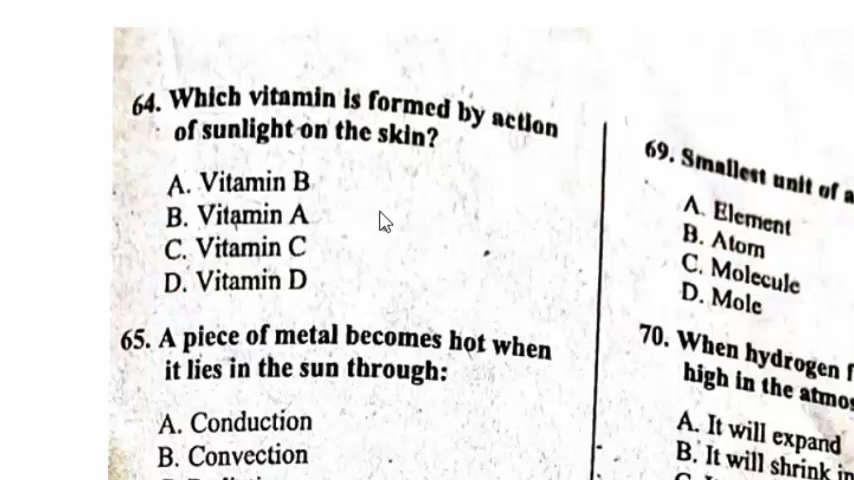 64. Which vitamin is formed by action
of sunlight on the skin?
A. Vitamin B
B. Vitamin A
C. Vitamin C
D. Vitamin D
65. A piece of metal becomes hot when
it lies in the sun through:
A. Conduction
B. Convection
69. Smallest unit of a
A. Element
B. Atom
C. Molecule
D. Mole
70. When hydrogen
high in the
A. It will expand
B. It will shrink in